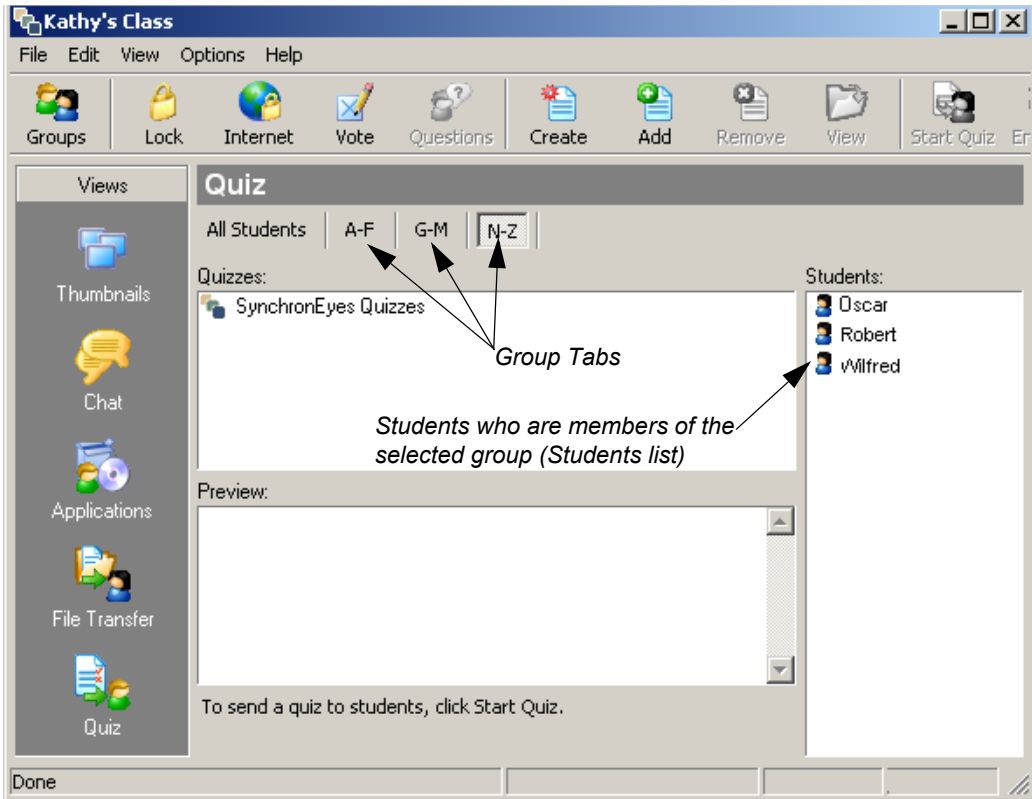 Kathy's Class
File Edit View Options Help
Groups Lock Internet Vote Questions Create Add Remove View Start Quiz Er
Views
Quiz
All Students A-F G-M N-Z
Thumbnails
Chat
Applications
File Transfer
Quiz
Quizzes:
SynchronEyes Quizzes
Group Tabs
Students who are members of the
selected group (Students list)
Preview:
To send a quiz to students, click Start Quiz.
Students:
Oscar
Robert
Wilfred
Done